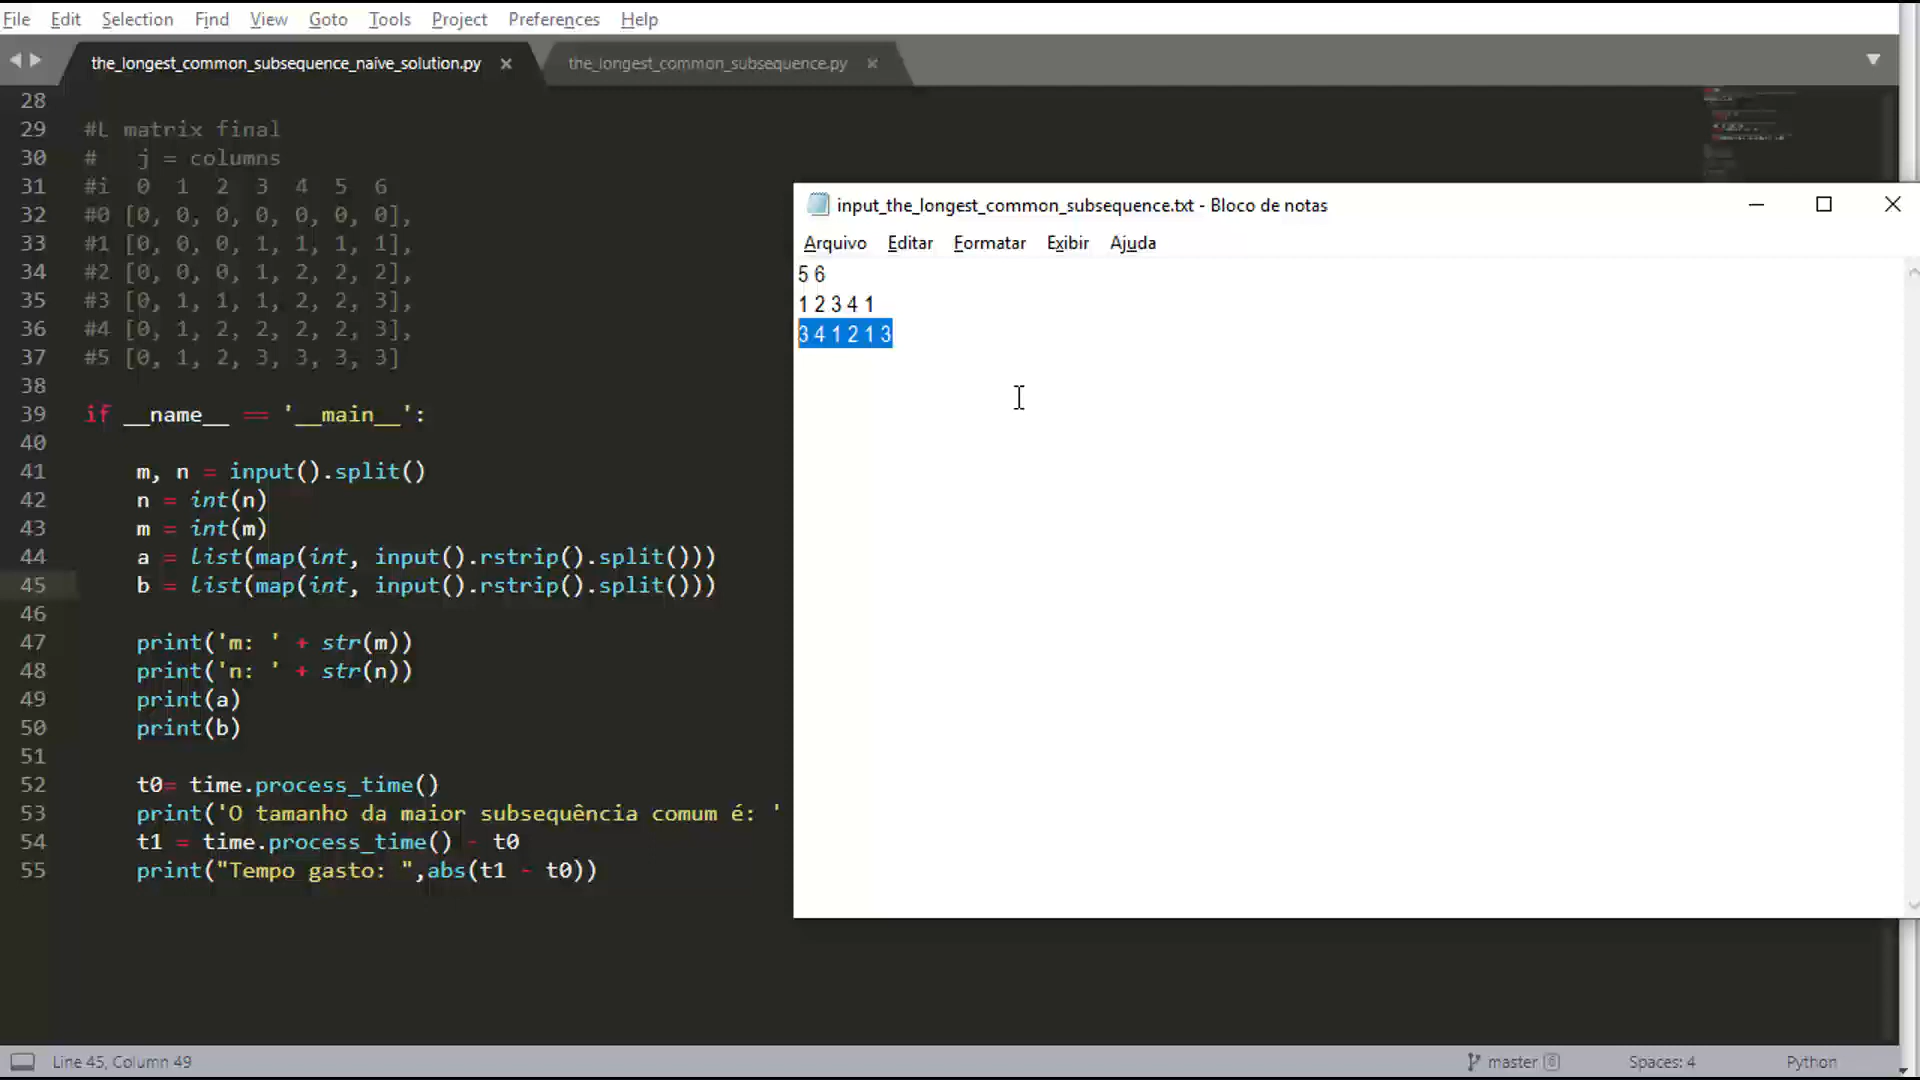 File Edit Selection Find View Goto Tools Project Preferences Help
the_longest_common_subsequence_naive_solution.py × the_longest_common_subsequence.py ×
28
29 #L matrix final
30 #   j = columns
31 #i  0  1  2  3  4  5  6
32 #0 [0, 0, 0, 0, 0, 0, 0],
33 #1 [0, 0, 0, 1, 1, 1, 1],
34 #2 [0, 0, 0, 1, 2, 2, 2],
35 #3 [0, 1, 1, 1, 2, 2, 3],
36 #4 [0, 1, 2, 2, 2, 2, 3],
37 #5 [0, 1, 2, 3, 3, 3, 3]
38
39 if __name__ == '__main__':
40
41     m, n = input().split()
42     n = int(n)
43     m = int(m)
44     a = list(map(int, input().rstrip().split()))
45     b = list(map(int, input().rstrip().split()))
46
47     print('m: ' + str(m))
48     print('n: ' + str(n))
49     print(a)
50     print(b)
51
52     t0= time.process_time()
53     print('O tamanho da maior subsequência comum é: '
54     t1 = time.process_time() - t0
55     print("Tempo gasto: ",abs(t1 - t0))
input_the_longest_common_subsequence.txt - Bloco de notas
Arquivo Editar Formatar Exibir Ajuda
5 6
1 2 3 4 1
3 4 1 2 1 3
Line 45, Column 49 master 6 Spaces: 4 Python